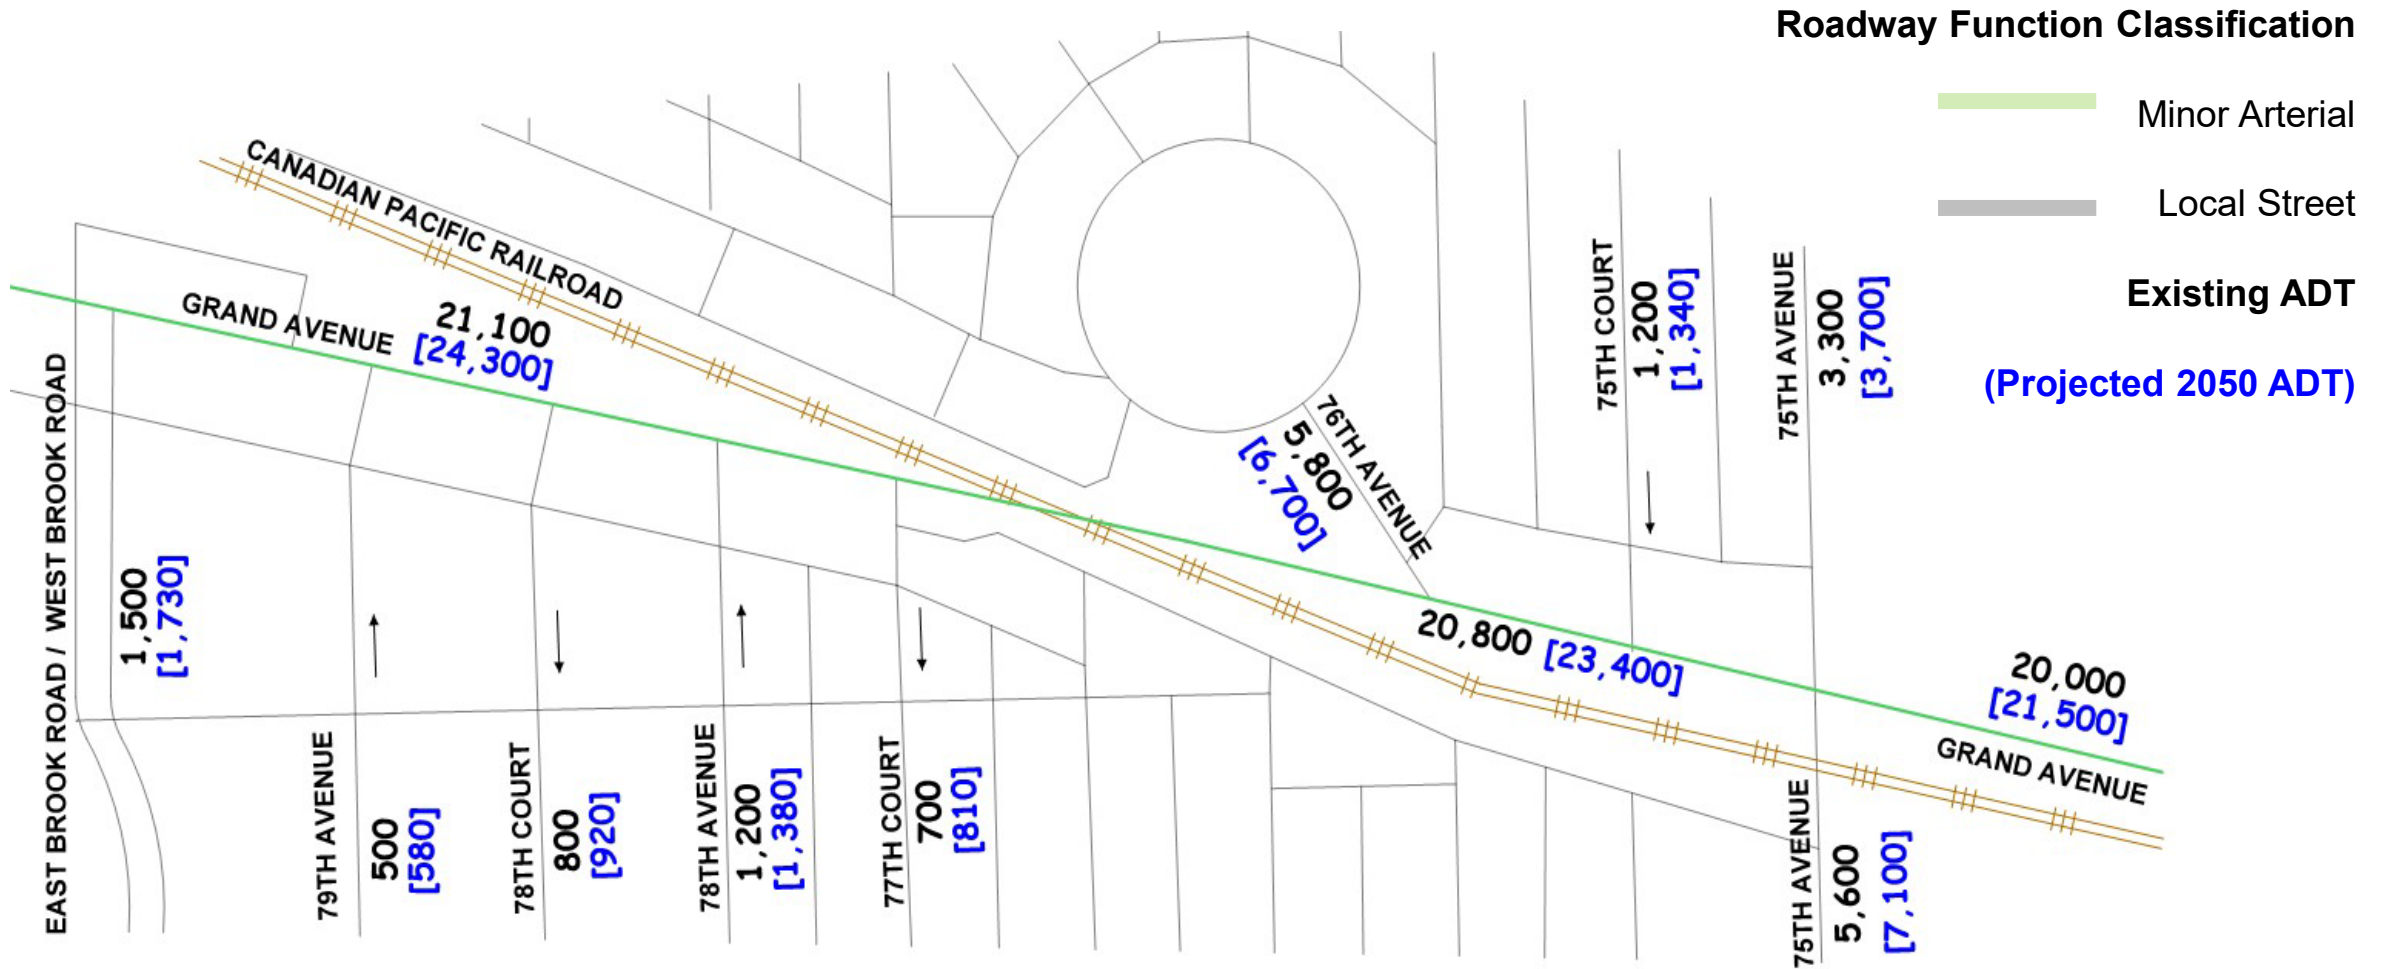 Roadway Function Classification
Minor Arterial
Local Street
Existing ADT
(Projected 2050 ADT)
CANADIAN PACIFIC RAILROAD
GRAND AVENUE
21,100
[24,300]
EAST BROOK ROAD / WEST BROOK ROAD
1,500
[1,730]
79TH AVENUE
500
[580]
78TH COURT
800
[920]
78TH AVENUE
1,200
[1,380]
77TH COURT
700
[810]
76TH AVENUE
5,800
[6,700]
75TH COURT
1,200
[1,340]
75TH AVENUE
3,300
[3,700]
20,800 [23,400]
20,000
[21,500]
GRAND AVENUE
75TH AVENUE
5,600
[7,100]